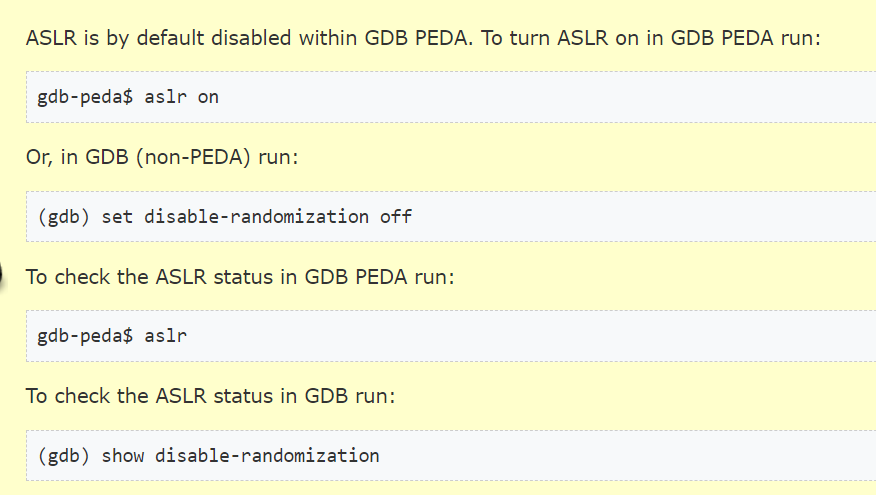 ASLR is by default disabled within GDB PEDA. To turn ASLR on in GDB PEDA run:
gdb-peda$ aslr on
Or, in GDB (non-PEDA) run:
(gdb) set disable-randomization off
To check the ASLR status in GDB PEDA run:
gdb-peda$ aslr
To check the ASLR status in GDB run:
(gdb) show disable-randomization